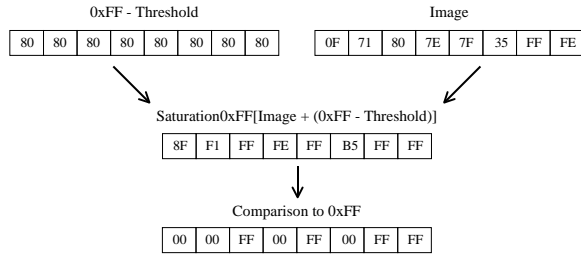 0xFF - Threshold
Image
80 80 80 80 80 80 80 80
0F 71 80 7E 7F 35 FF FE
Saturation0xFF[Image + (0xFF - Threshold)]
8F F1 FF FE FF B5 FF FF
Comparison to 0xFF
00 00 FF 00 FF 00 FF FF